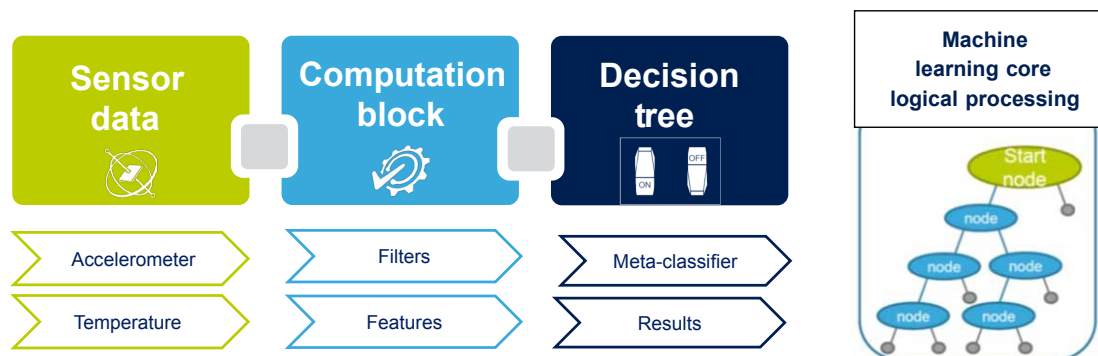 Sensor
data
Computation
block
Decision
tree
ON
OFF
Accelerometer
Filters
Meta-classifier
Temperature
Features
Results
Machine
learning core
logical processing
Start
node
node
node
node
node
node